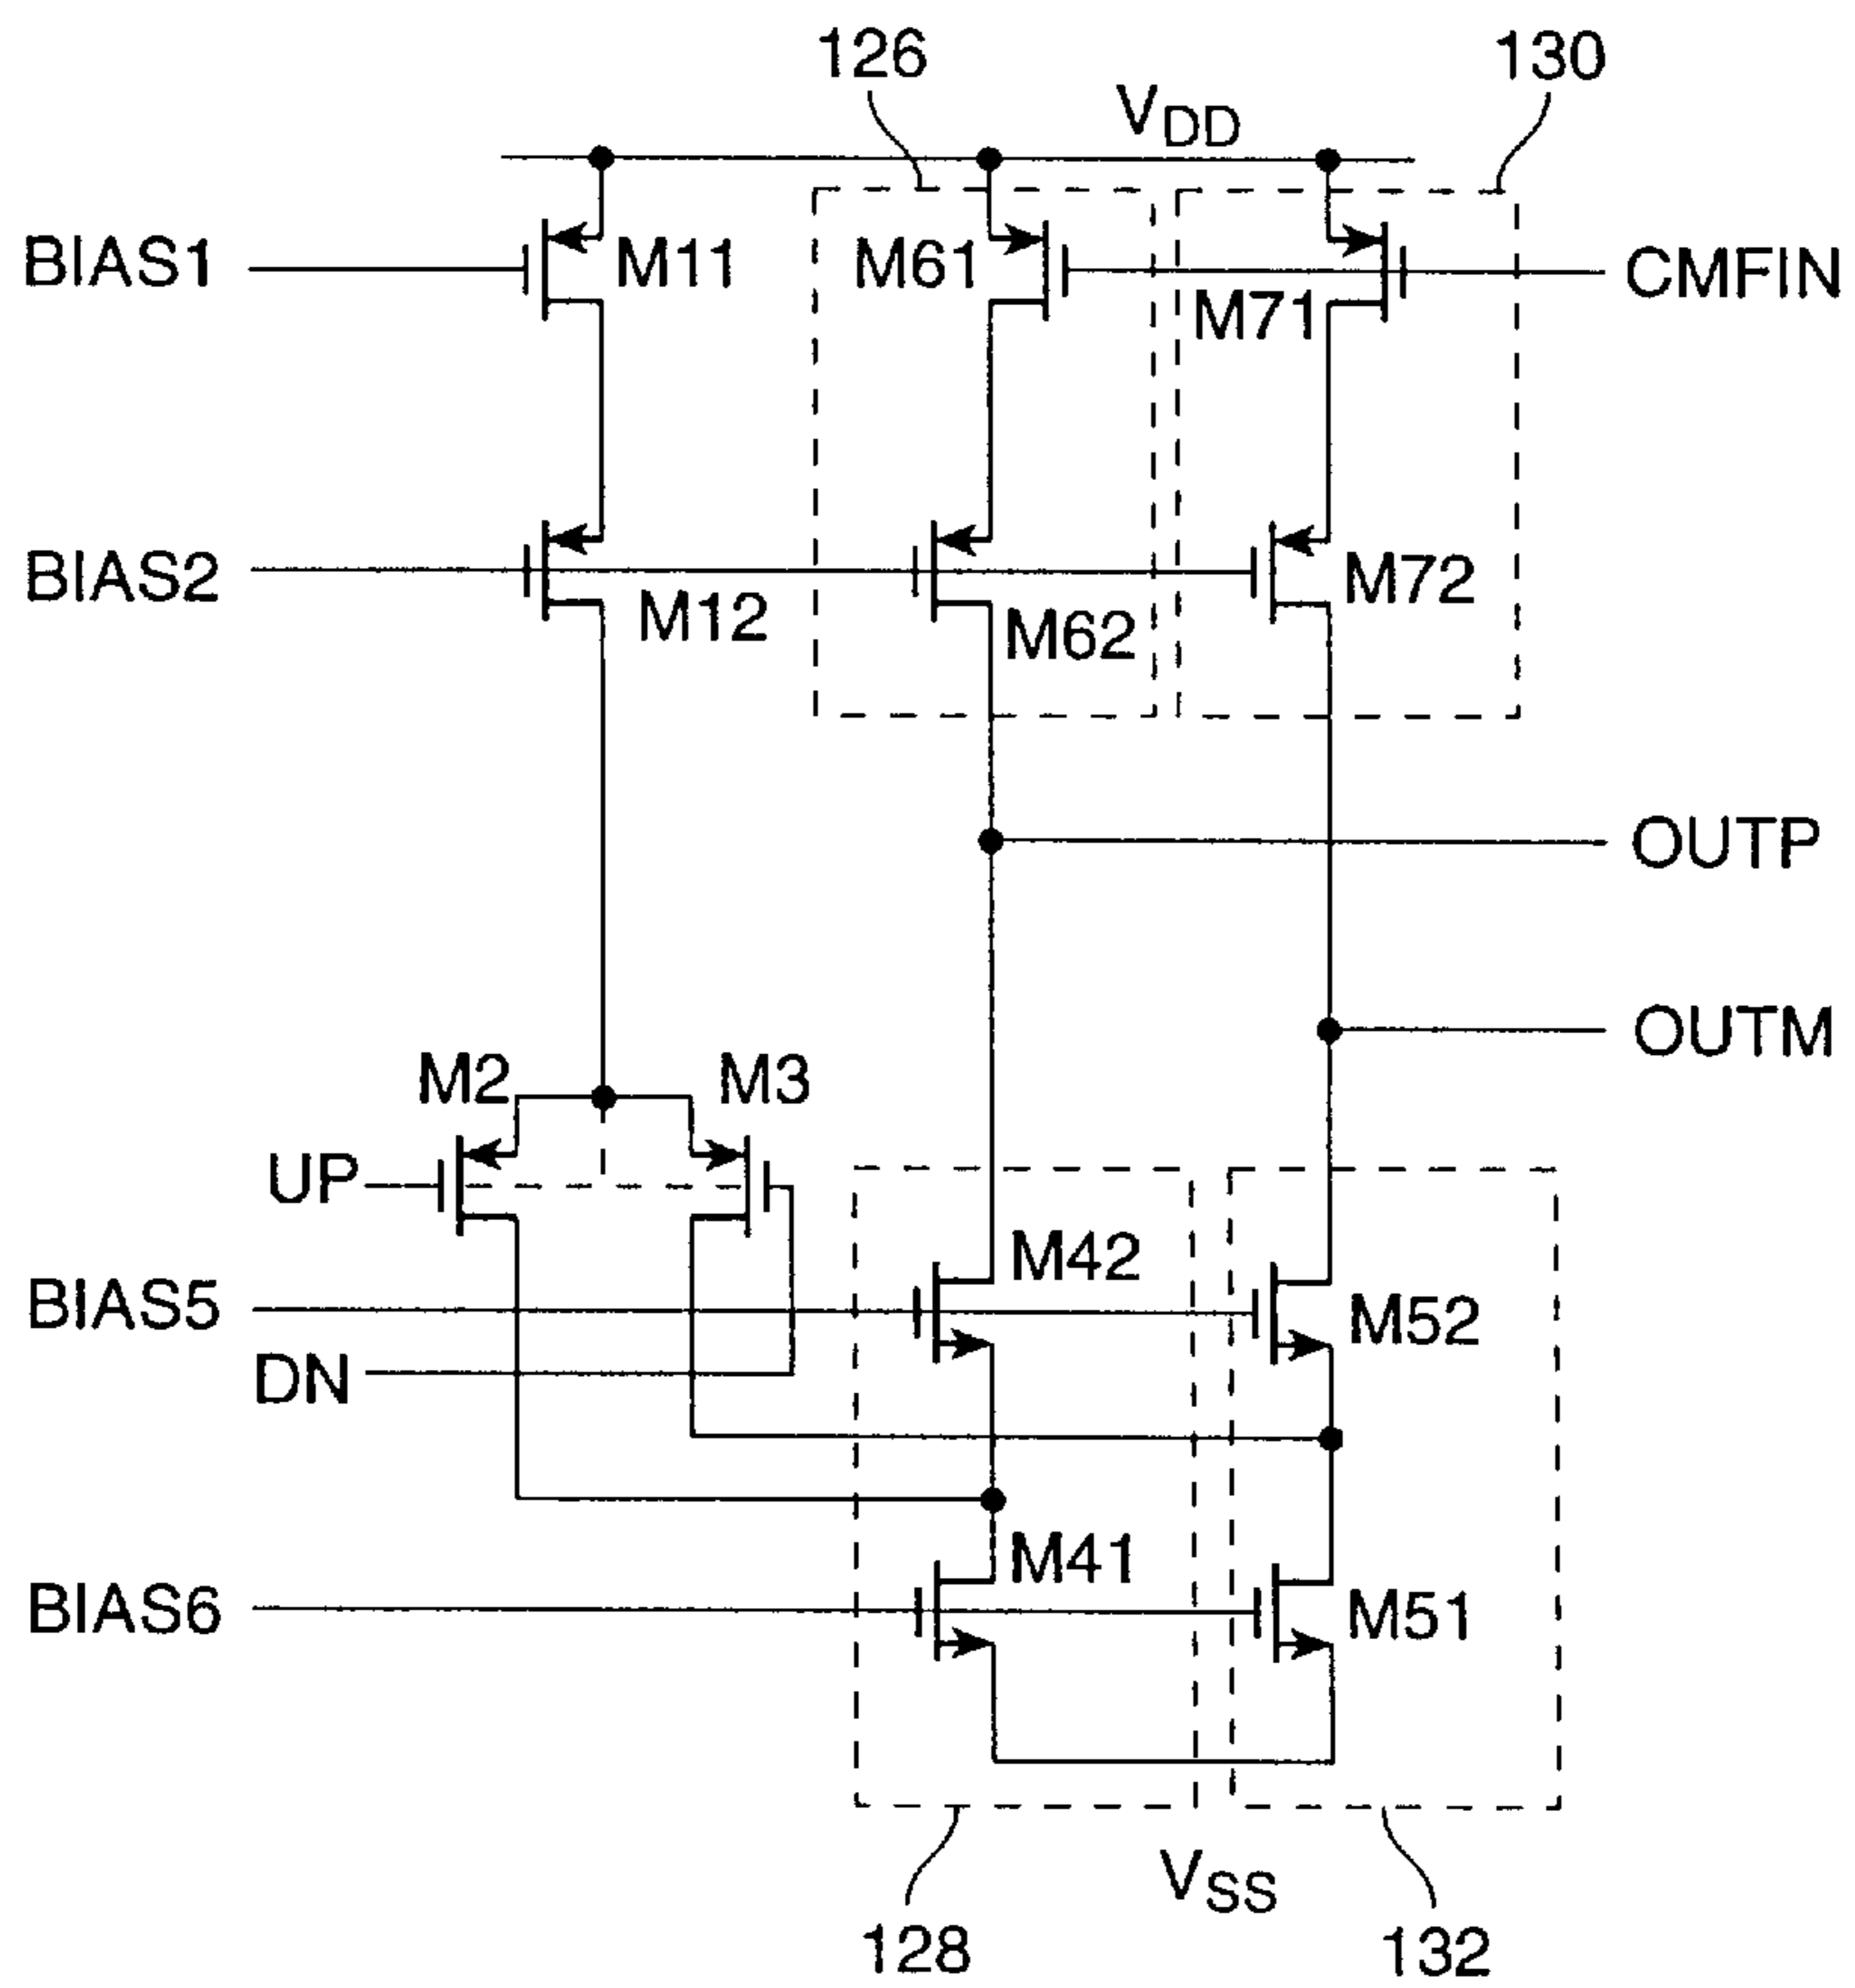 126
130
VDD
BIAS1
M11
M61
M71
CMFIN
BIAS2
M12
M62
M72
OUTP
OUTM
M2
M3
UP
M42
BIAS5
M52
DN
M41
BIAS6
M51
VSS
128
132